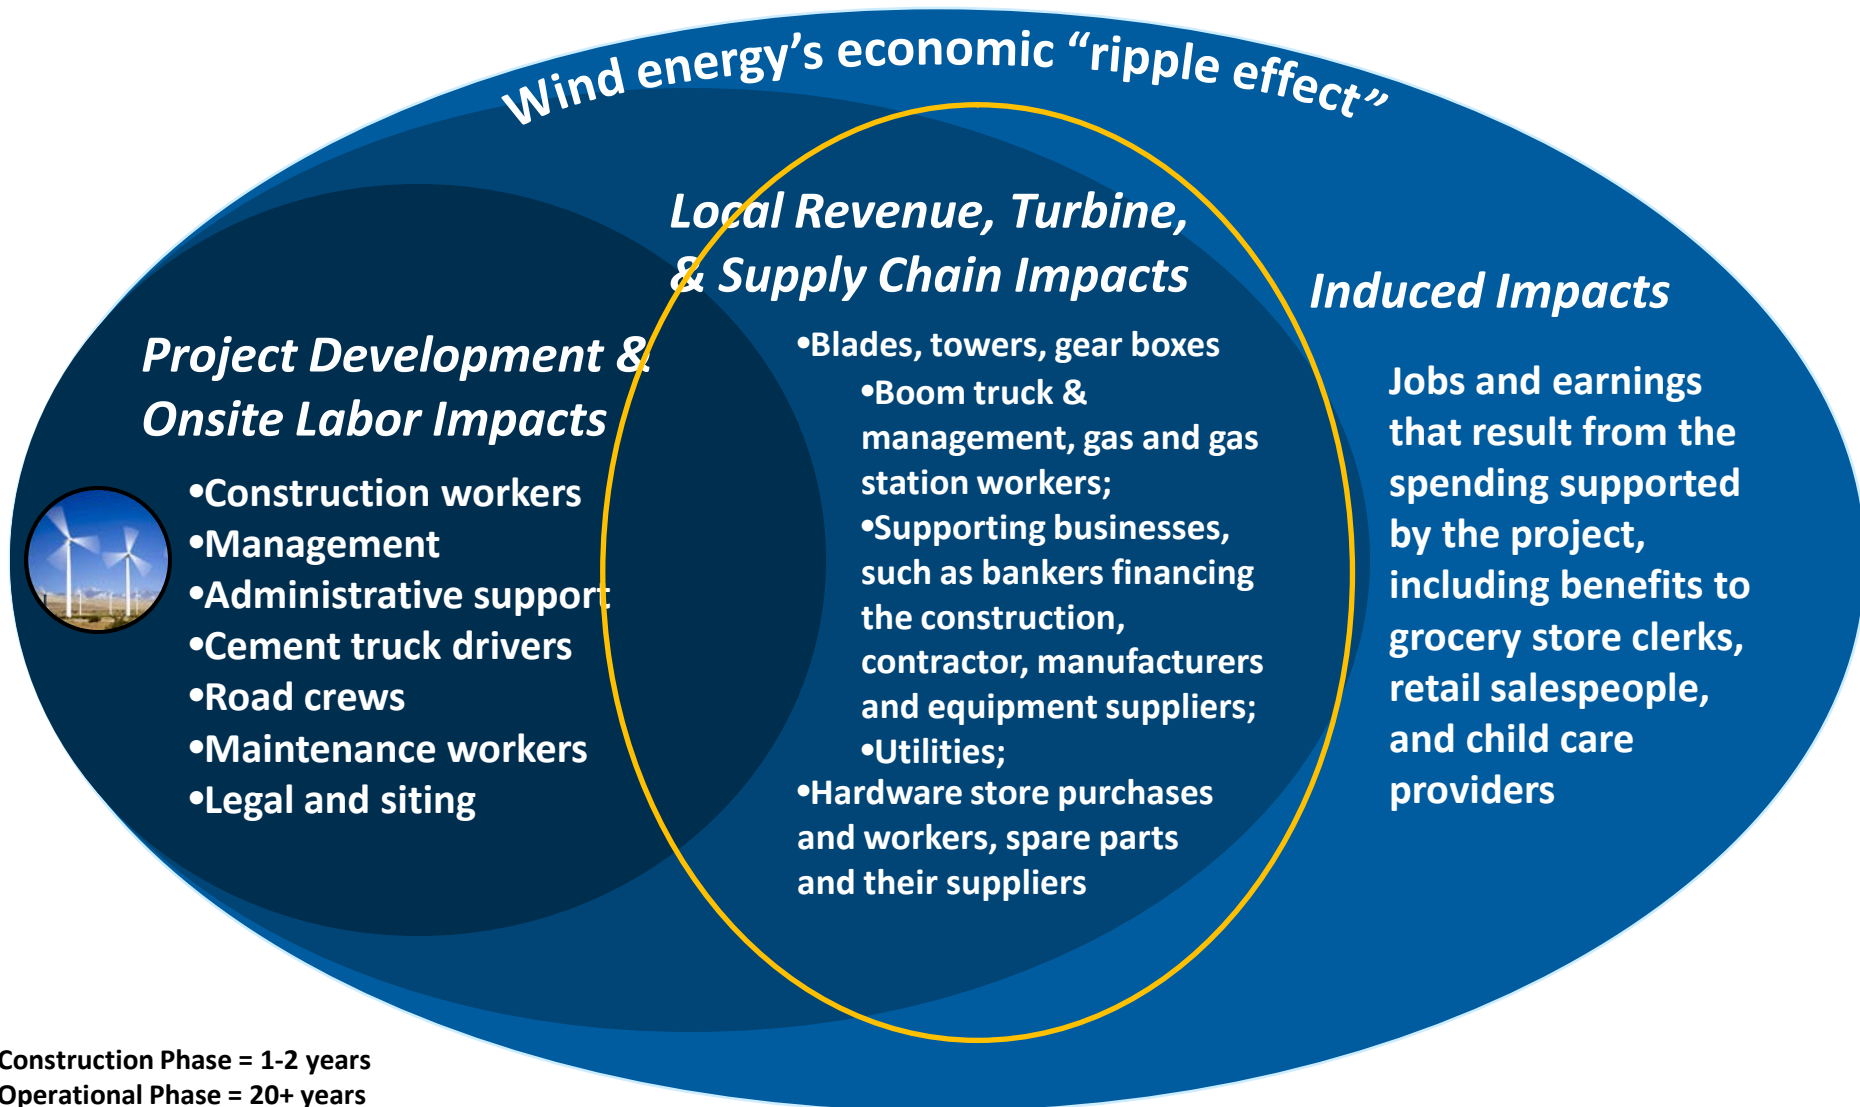 Wind energy’s economic “ripple effect”
Project Development &
Onsite Labor Impacts
•Construction workers
•Management
•Administrative support
•Cement truck drivers
•Road crews
•Maintenance workers
•Legal and siting
Local Revenue, Turbine,
& Supply Chain Impacts
•Blades, towers, gear boxes
•Boom truck &
management, gas and gas
station workers;
•Supporting businesses,
such as bankers financing
the construction,
contractor, manufacturers
and equipment suppliers;
•Utilities;
•Hardware store purchases
and workers, spare parts
and their suppliers
Induced Impacts
Jobs and earnings
that result from the
spending supported
by the project,
including benefits to
grocery store clerks,
retail salespeople,
and child care
providers
Construction Phase = 1-2 years
Operational Phase = 20+ years